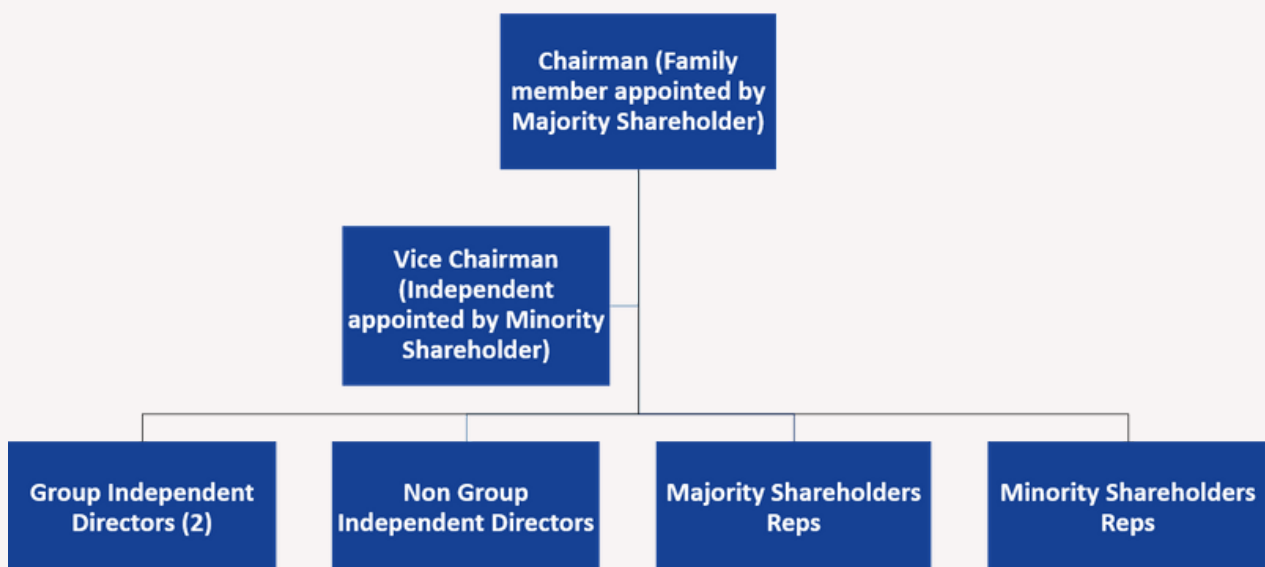 Chairman (Family
member appointed by
Majority Shareholder)
Vice Chairman
(Independent
appointed by Minority
Shareholder)
Group Independent
Directors (2)
Non Group
Independent Directors
Majority Shareholders
Reps
Minority Shareholders
Reps